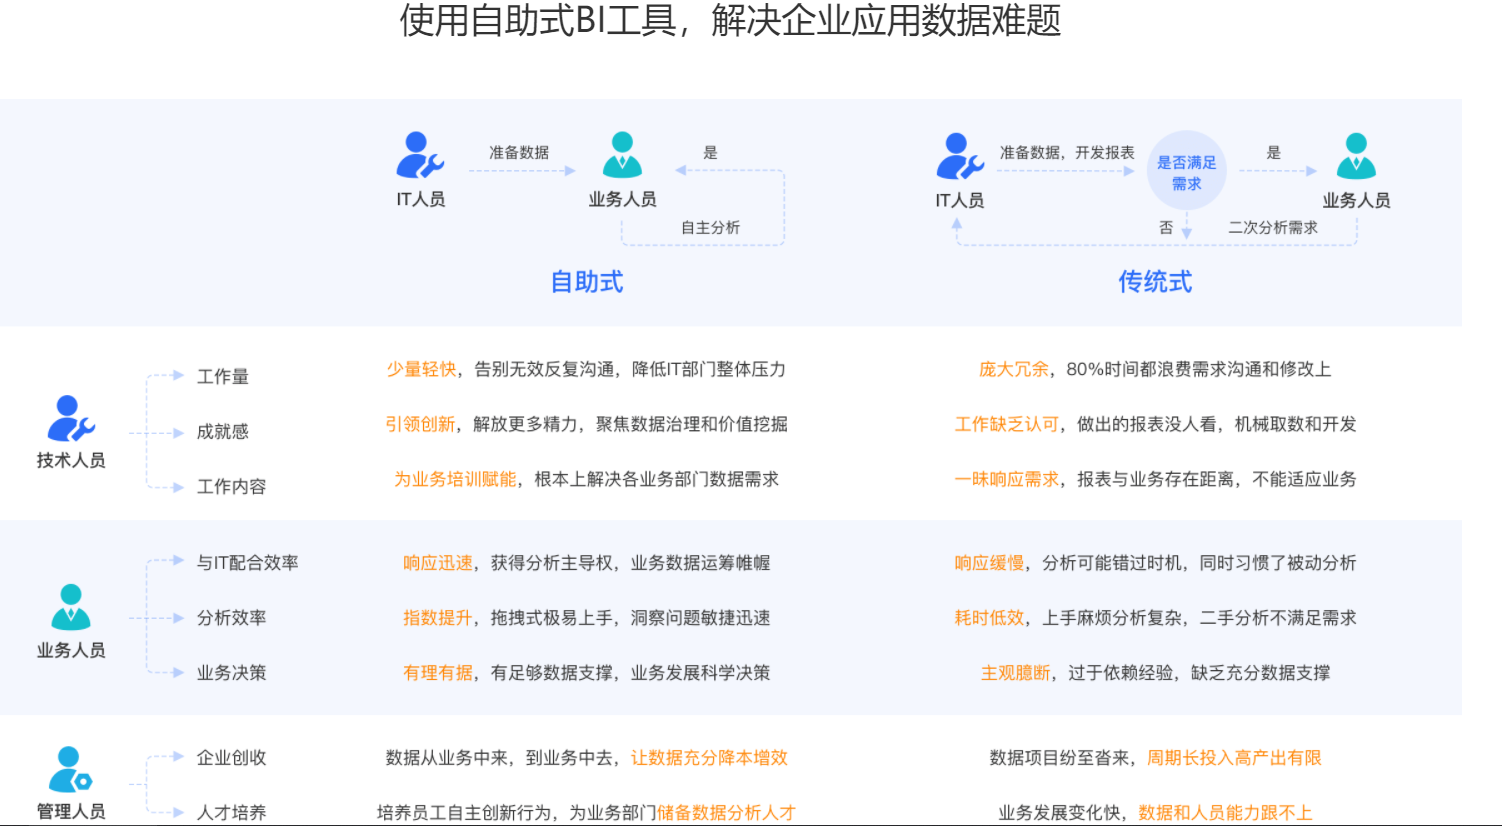 使用自助式BI工具，解决企业应用数据难题
准备数据
是
IT人员
业务人员
自主分析
自助式
准备数据，开发报表
是否满足
需求
是
IT人员
业务人员
否
二次分析需求
传统式
技术人员
工作量
少量轻快，告别无效反复沟通，降低IT部门整体压力
庞大冗余，80%时间都浪费需求沟通和修改上
成就感
引领创新，解放更多精力，聚焦数据治理和价值挖掘
工作缺乏认可，做出的报表没人看，机械取数和开发
工作内容
为业务培训赋能，根本上解决各业务部门数据需求
一昧响应需求，报表与业务存在距离，不能适应业务
业务人员
与IT配合效率
响应迅速，获得分析主导权，业务数据运筹帷幄
响应缓慢，分析可能错过时机，同时习惯了被动分析
分析效率
指数提升，拖拽式极易上手，洞察问题敏捷迅速
耗时低效，上手麻烦分析复杂，二手分析不满足需求
业务决策
有理有据，有足够数据支撑，业务发展科学决策
主观臆断，过于依赖经验，缺乏充分数据支撑
管理人员
企业创收
数据从业务中来，到业务中去，让数据充分降本增效
数据项目纷至沓来，周期长投入高产出有限
人才培养
培养员工自主创新行为，为业务部门储备数据分析人才
业务发展变化快，数据和人员能力跟不上